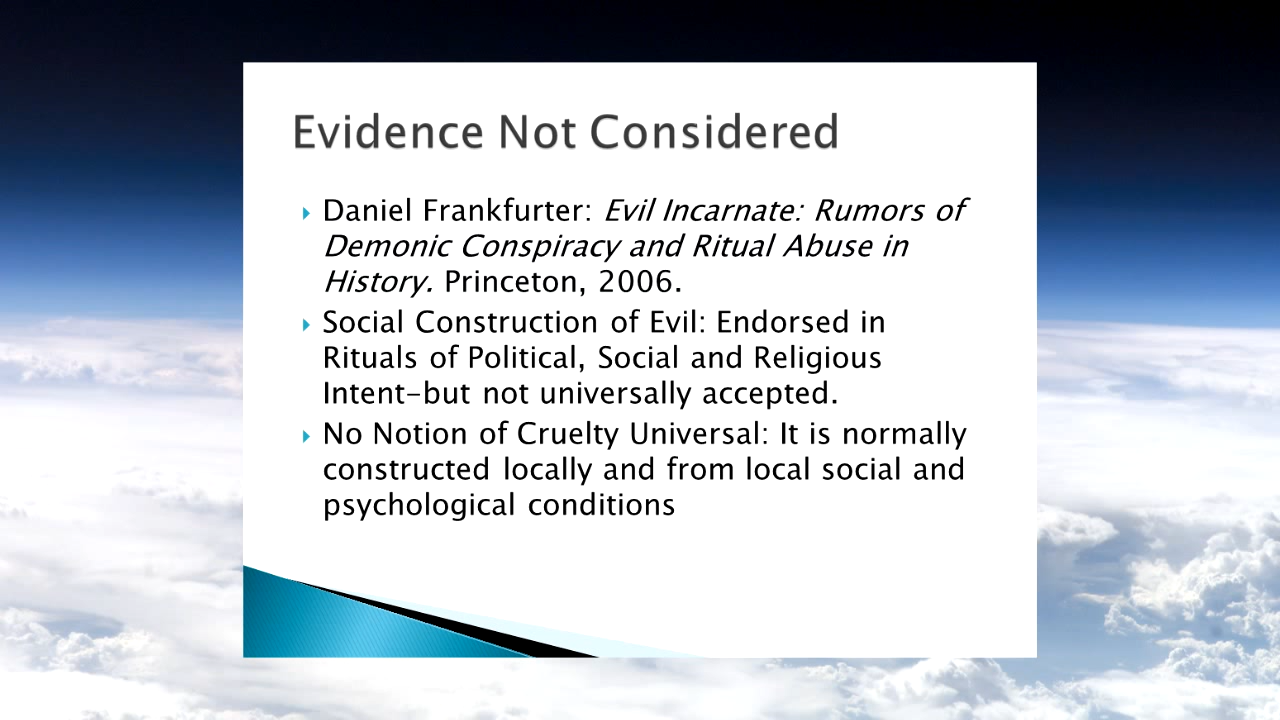 Evidence Not Considered
Daniel Frankfurter: Evil Incarnate: Rumors of
Demonic Conspiracy and Ritual Abuse in
History. Princeton, 2006.
Social Construction of Evil: Endorsed in
Rituals of Political, Social and Religious
Intent-but not universally accepted.
No Notion of Cruelty Universal: It is normally
constructed locally and from local social and
psychological conditions